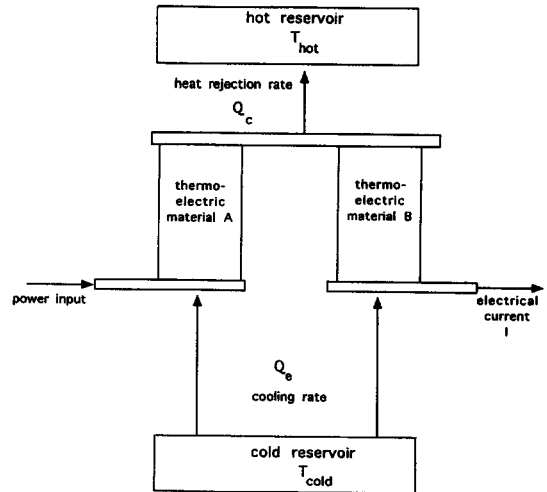 hot reservoir
T hot
heat rejection rate
Q c
thermo-
electric
material A
thermo-
electric
material B
power input
electrical
current
I
Q e
cooling rate
cold reservoir
T cold